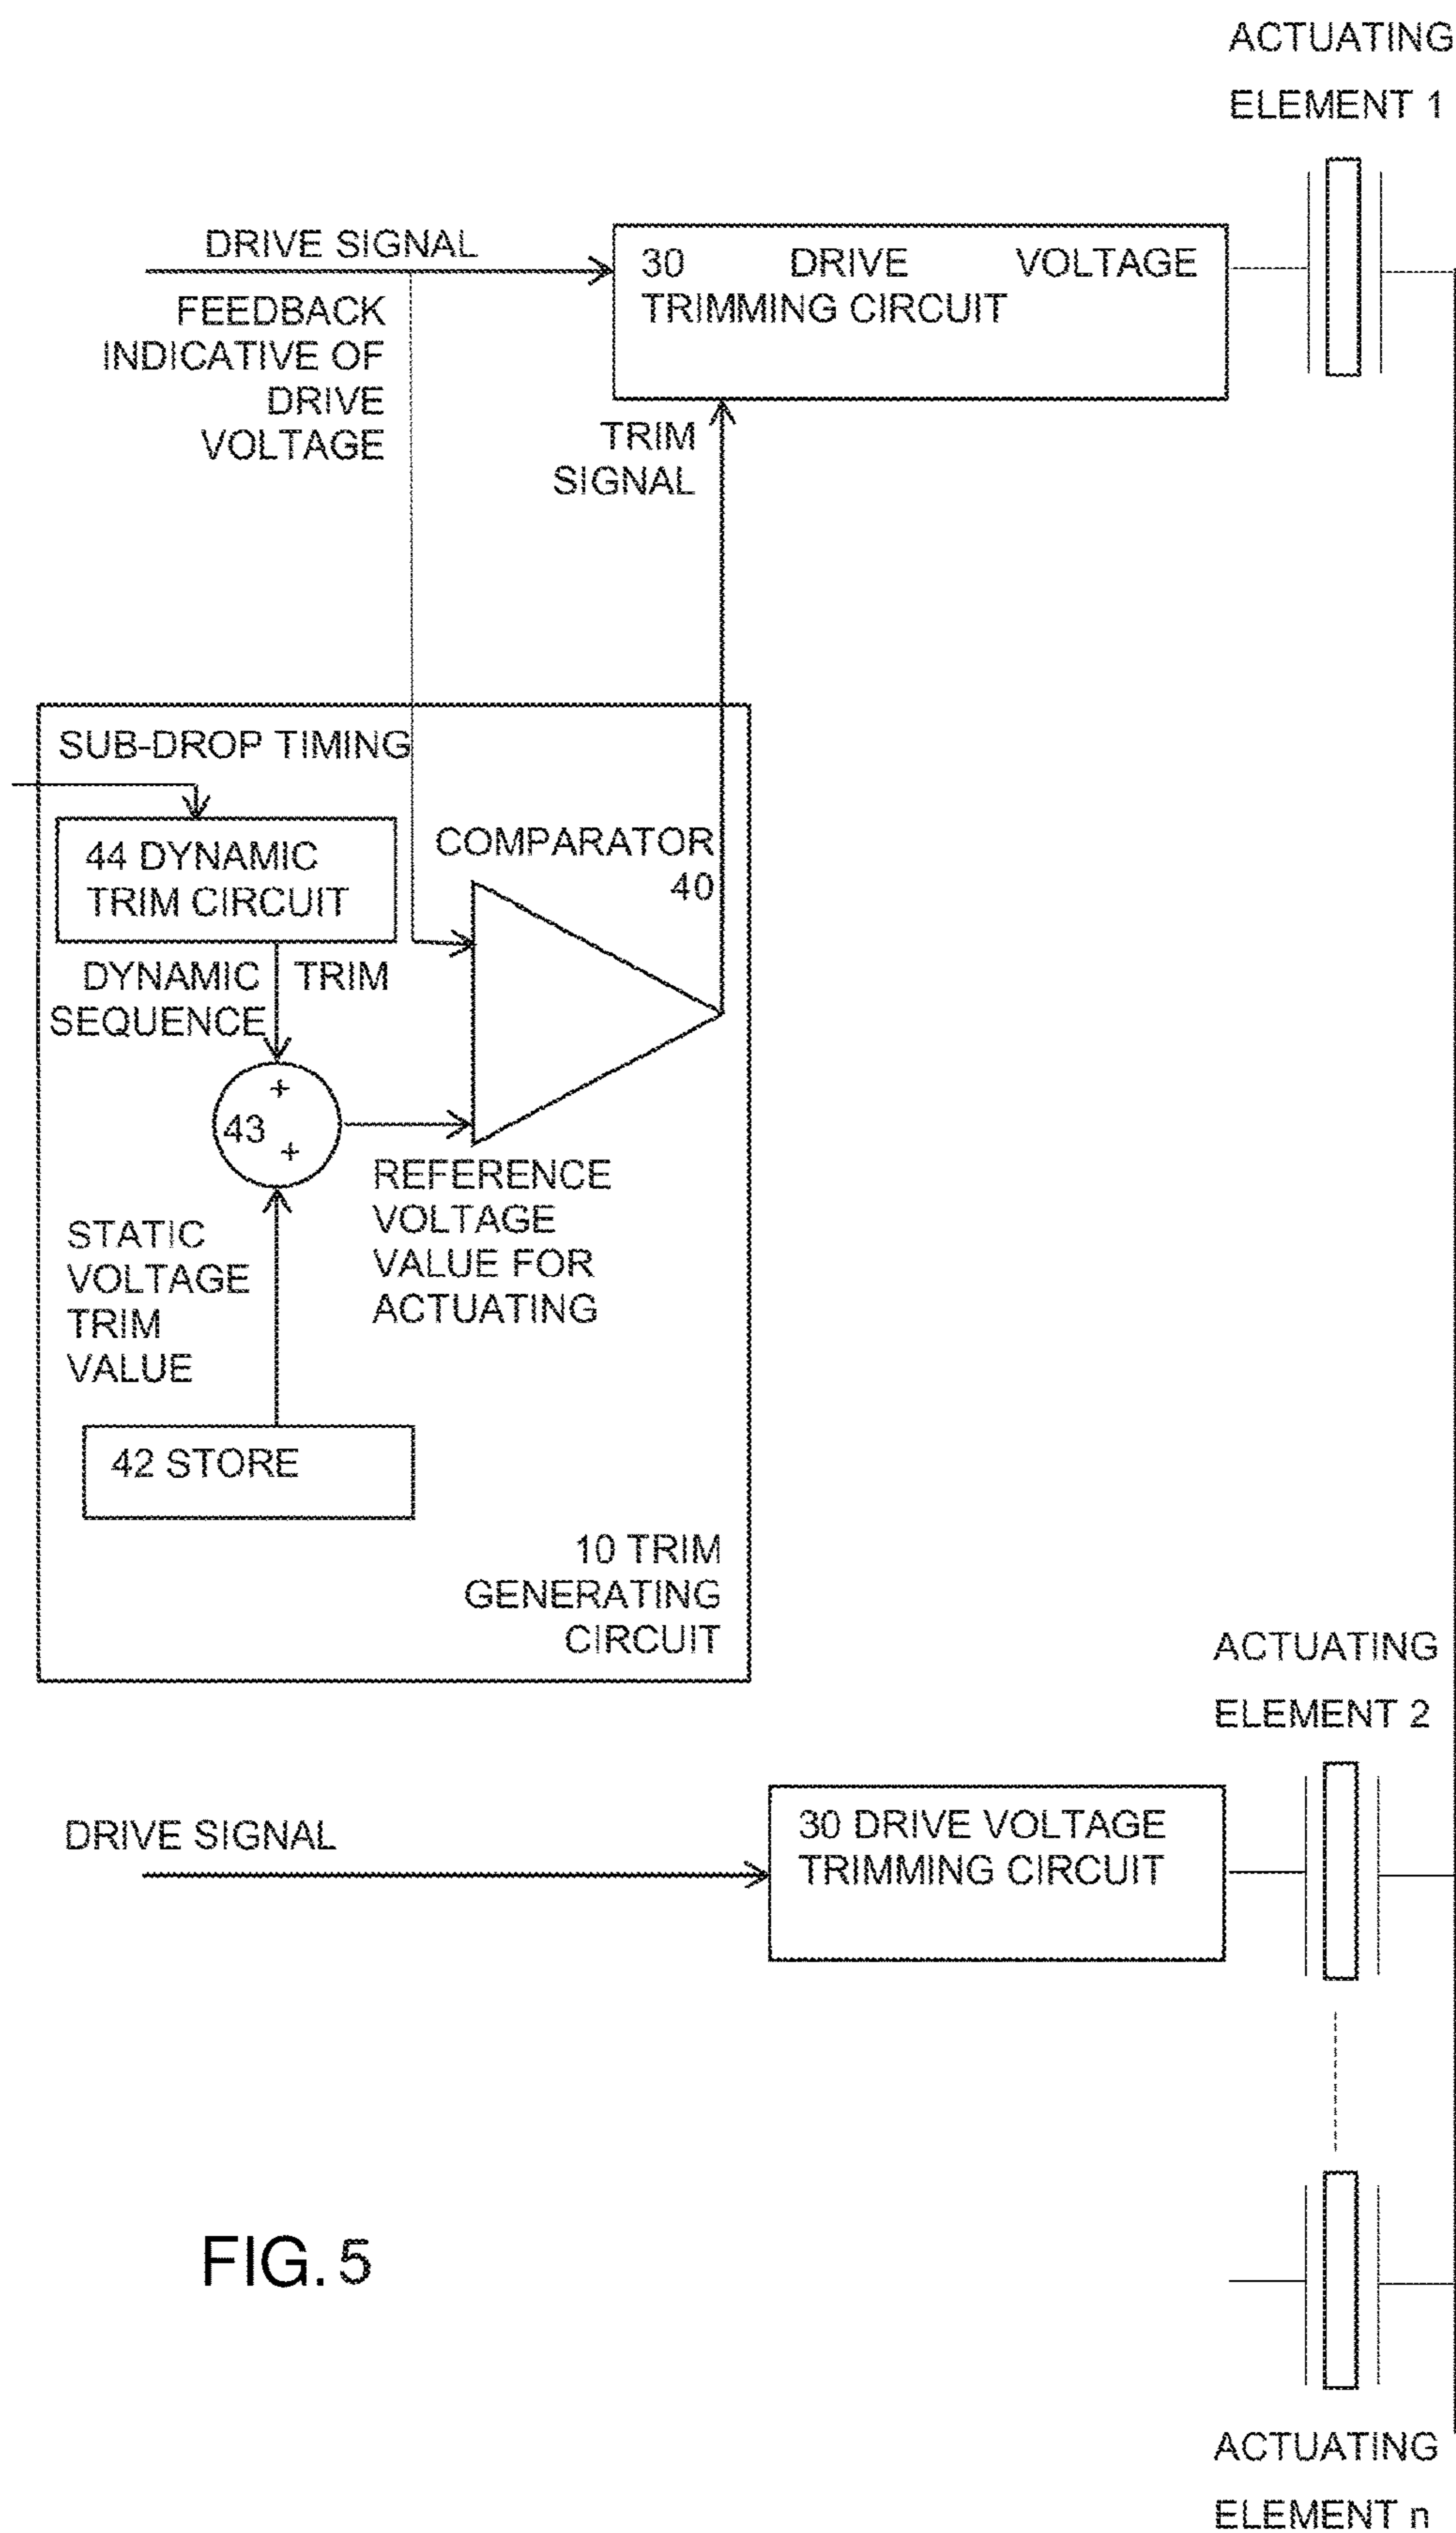 ACTUATING
ELEMENT 1
DRIVE SIGNAL
30 DRIVE VOLTAGE
TRIMMING CIRCUIT
FEEDBACK
INDICATIVE OF
DRIVE
VOLTAGE
TRIM
SIGNAL
SUB-DROP TIMING
44 DYNAMIC
TRIM CIRCUIT
COMPARATOR
40
DYNAMIC TRIM
SEQUENCE
+
43
+
REFERENCE
VOLTAGE
VALUE FOR
ACTUATING
STATIC
VOLTAGE
TRIM
VALUE
42 STORE
10 TRIM
GENERATING
CIRCUIT
ACTUATING
ELEMENT 2
DRIVE SIGNAL
30 DRIVE VOLTAGE
TRIMMING CIRCUIT
FIG. 5
ACTUATING
ELEMENT n